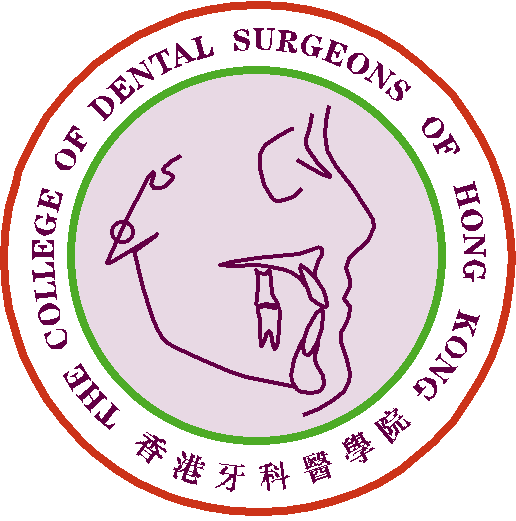 THE COLLEGE OF DENTAL SURGEONS OF HONG KONG
香港牙科醫學院